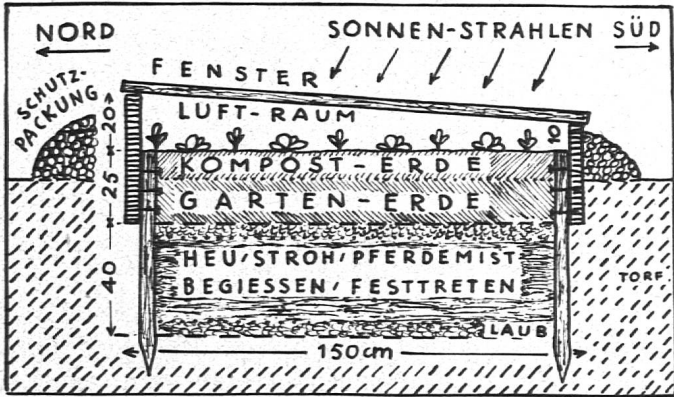 NORD
SONNEN-STRAHLEN
SÜD
FENSTER
SCHUTZ-
PACKUNG
LUFT-RAUM
20
10
KOMPOST-ERDE
25
GARTEN-ERDE
40
HEU/STROH/PFERDEMIST
BEGIESSEN/FESTTRETEN
TORF.
LAUB
150cm